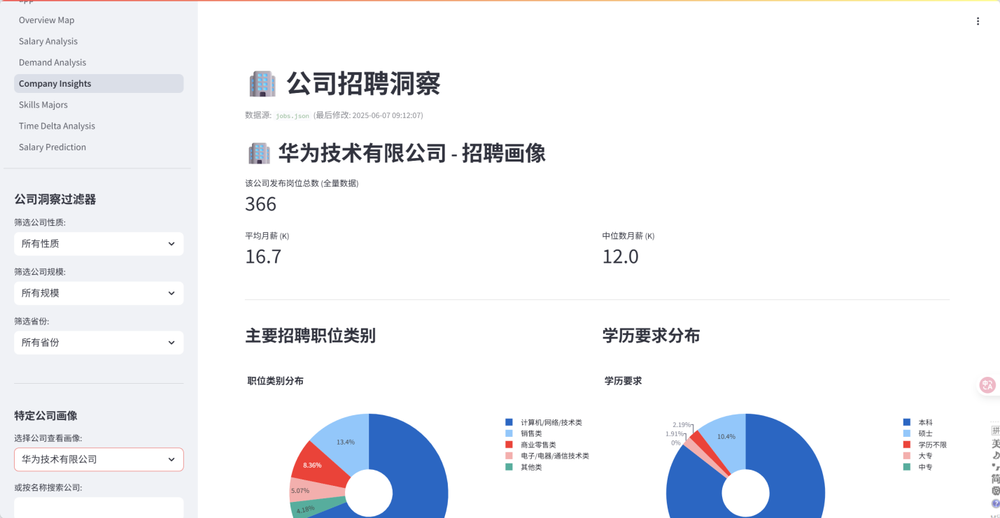 app
Overview Map
Salary Analysis
Demand Analysis
Company Insights
Skills Majors
Time Delta Analysis
Salary Prediction
公司洞察过滤器
筛选公司性质:
所有性质
筛选公司规模:
所有规模
筛选省份:
所有省份
特定公司画像
选择公司查看画像:
华为技术有限公司
或按名称搜索公司:
公司招聘洞察
数据源: jobs.json (最后修改: 2025-06-07 09:12:07)
华为技术有限公司 - 招聘画像
该公司发布岗位总数 (全量数据)
366
平均月薪 (K)
16.7
中位数月薪 (K)
12.0
主要招聘职位类别
职位类别分布
13.4%
8.36%
5.07%
4.18%
计算机/网络/技术类
销售类
商业零售类
电子/电器/通信技术类
其他类
学历要求分布
学历要求
2.19%
1.91%
0%
10.4%
本科
硕士
学历不限
大专
中专
中
A
拼
美
简
?